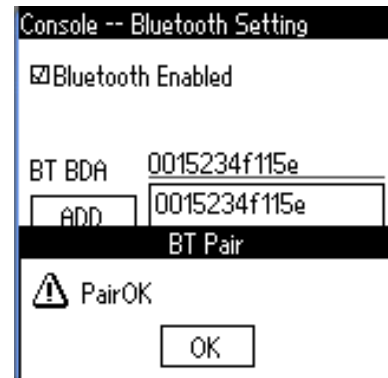 Console -- Bluetooth Setting
Bluetooth Enabled
BT BDA 0015234f115e
ADD 0015234f115e
BT Pair
PairOK
OK